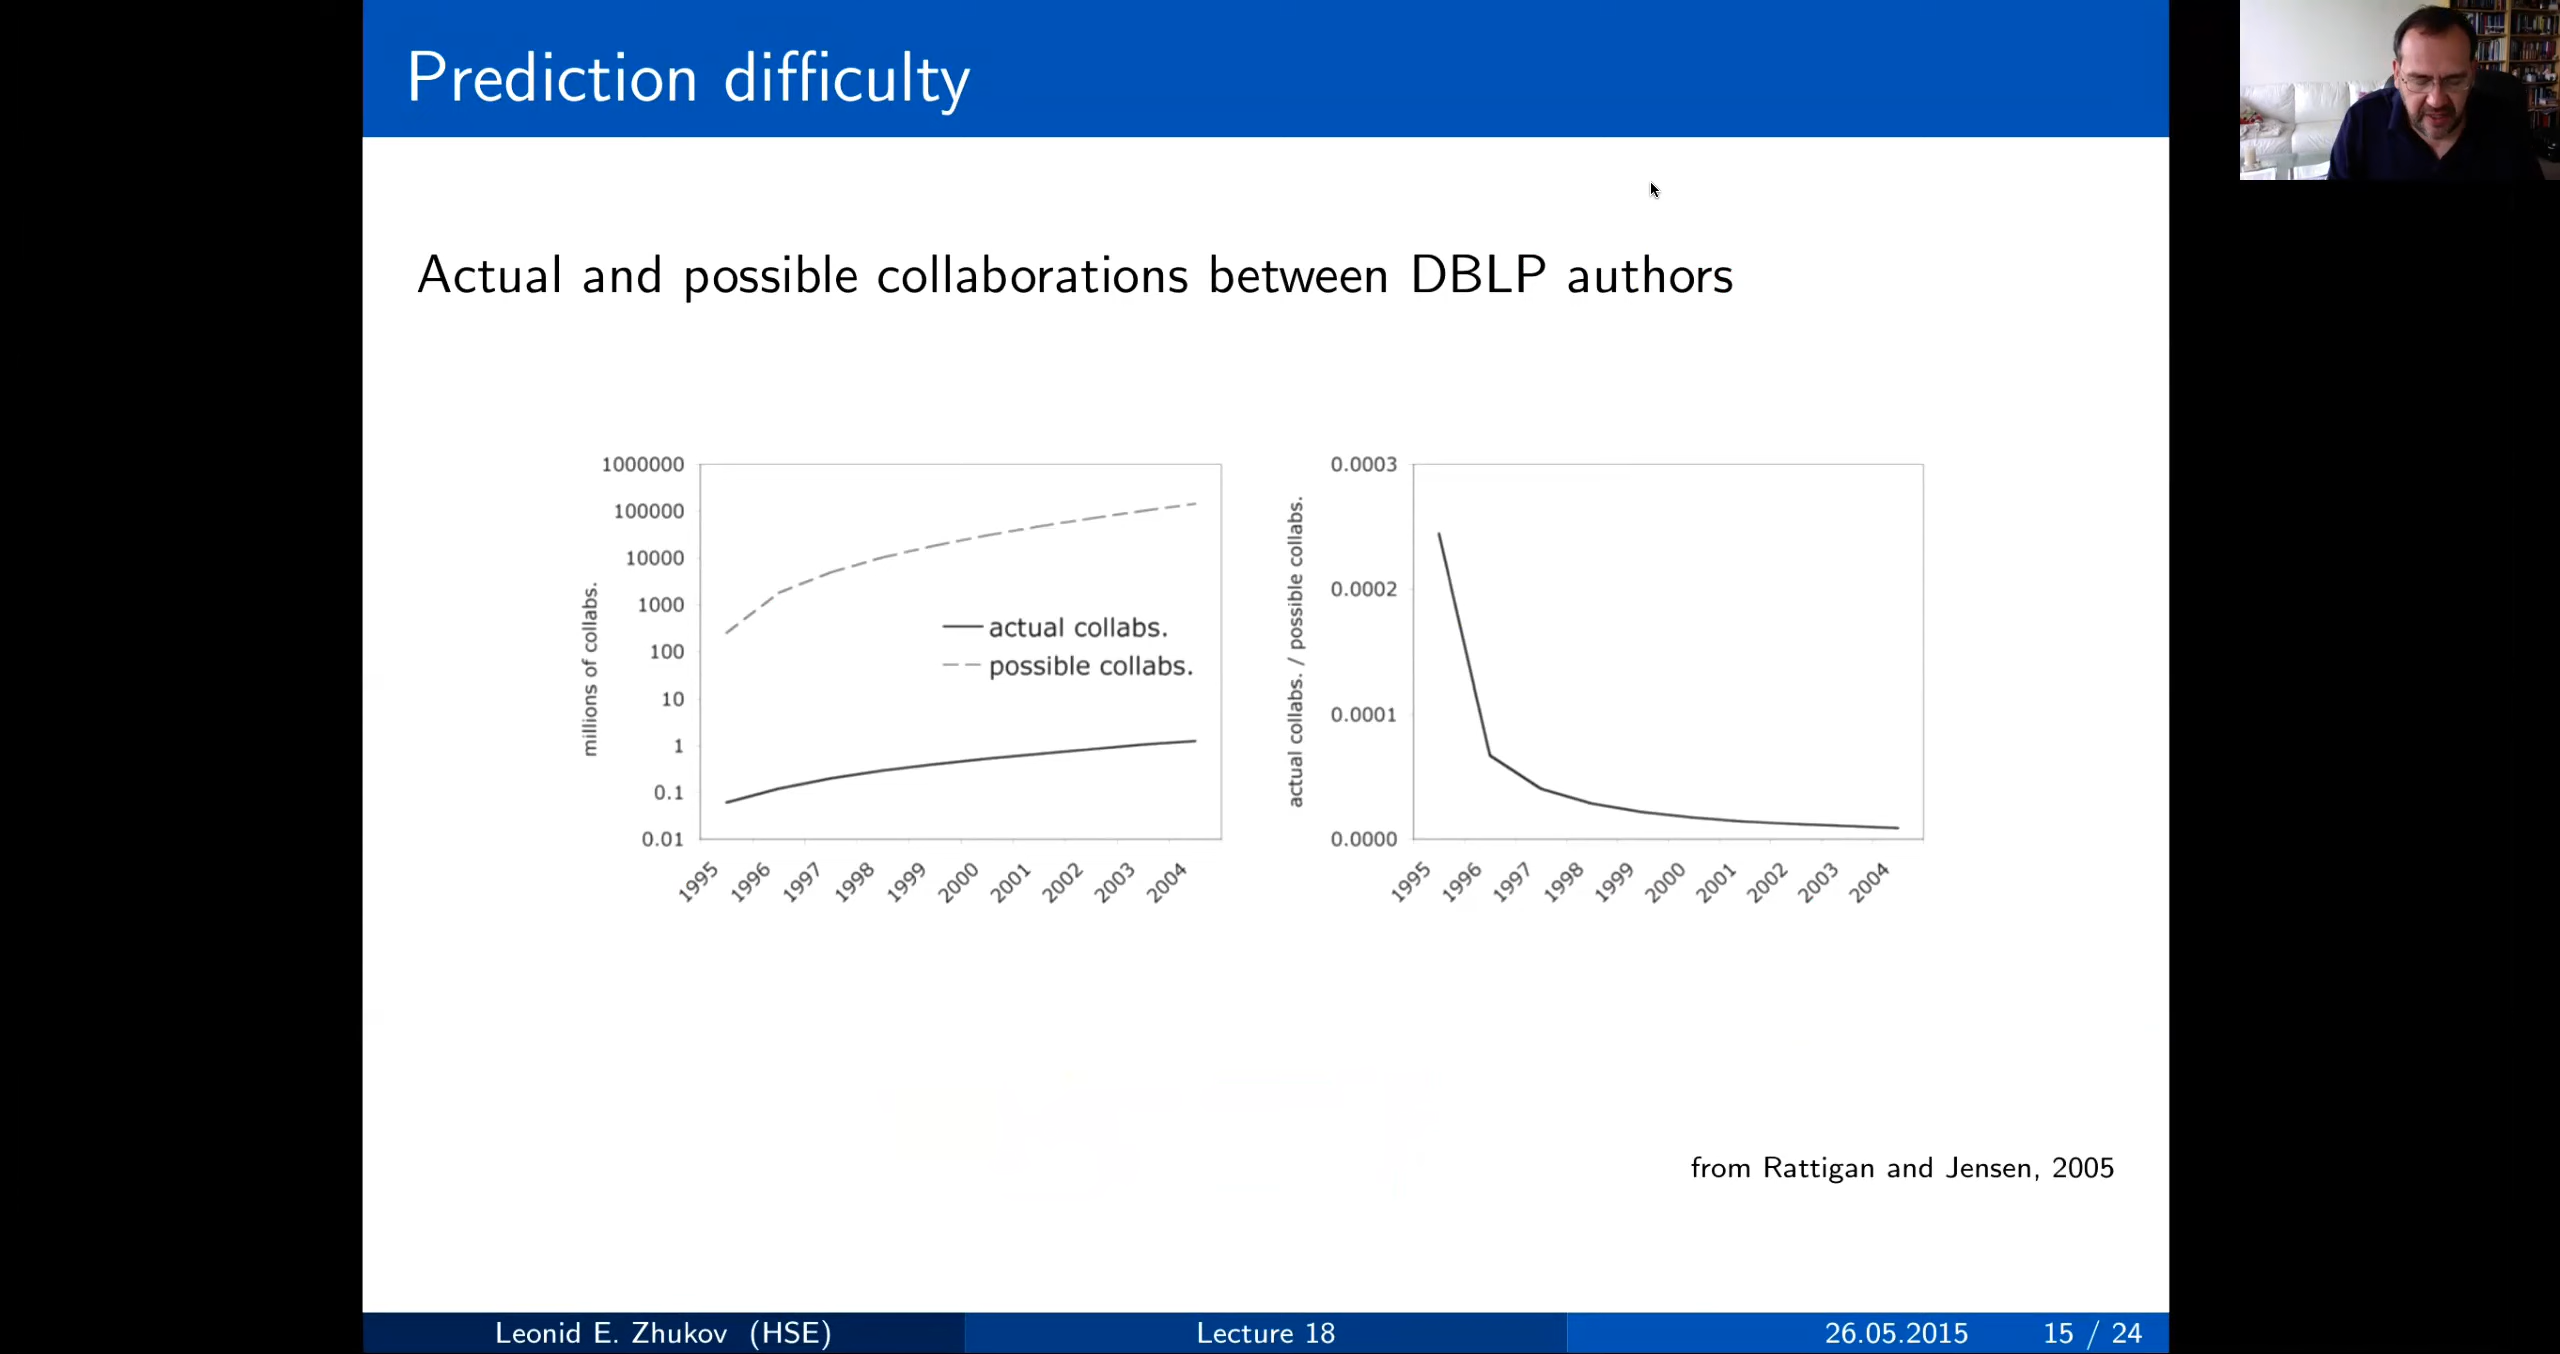 Prediction difficulty
Actual and possible collaborations between DBLP authors
millions of collabs.
1000000
100000
10000
1000
100
10
1
0.1
0.01
actual collabs.
possible collabs.
1995 1996 1997 1998 1999 2000 2001 2002 2003 2004
actual collabs. / possible collabs.
0.0003
0.0002
0.0001
0.0000
1995 1996 1997 1998 1999 2000 2001 2002 2003 2004
from Rattigan and Jensen, 2005
Leonid E. Zhukov (HSE) Lecture 18 26.05.2015 15 / 24